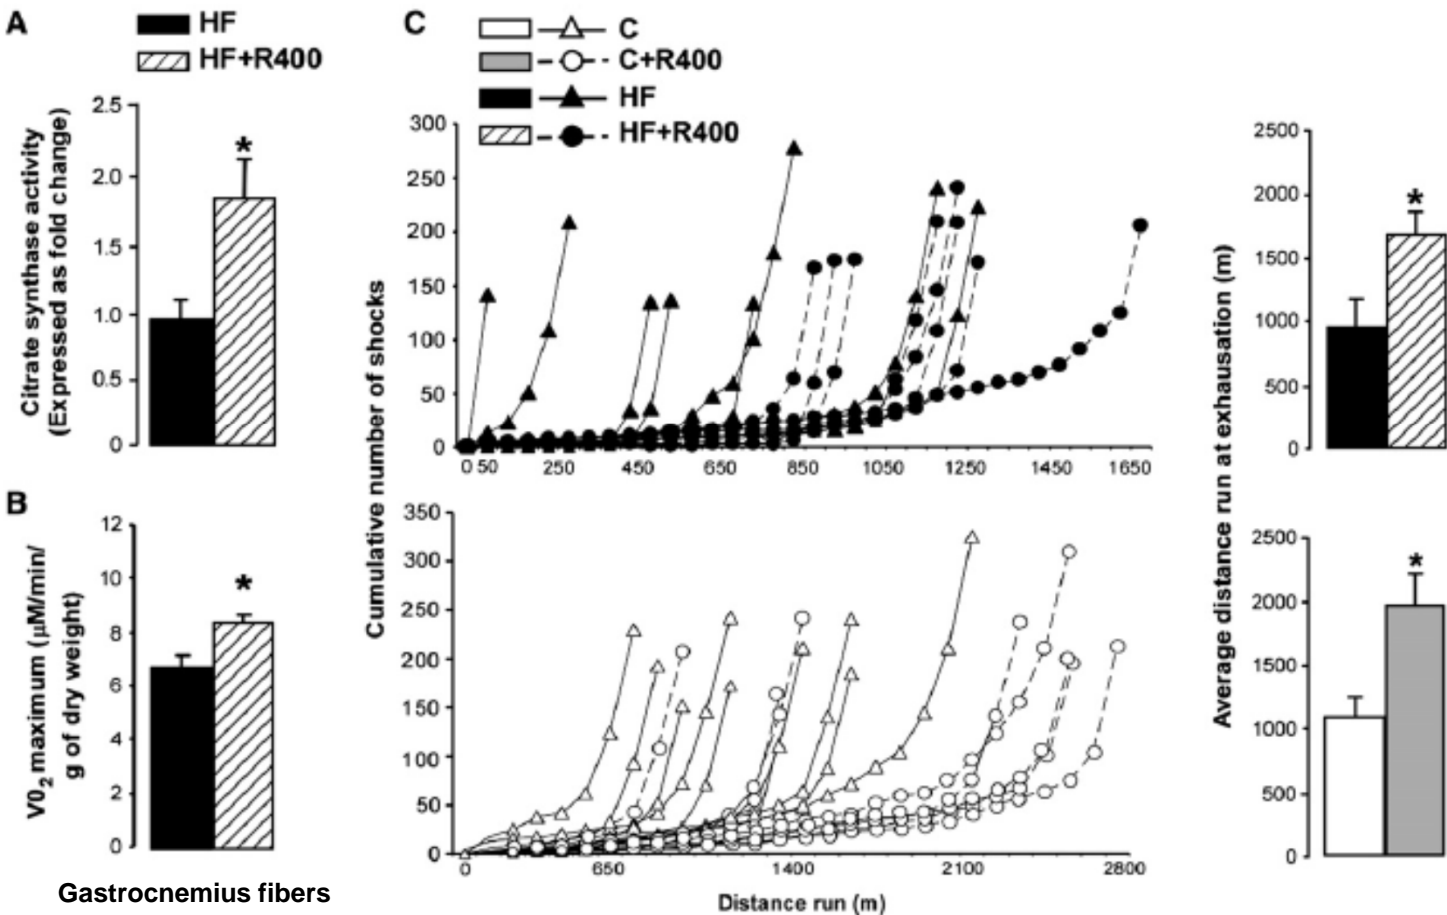 A
HF
HF+R400
Citrate synthase activity
(Expressed as fold change)
2.5
2.0
1.5
1.0
0.5
0
*
B
V0₂ maximum (µM/min/
g of dry weight)
12
10
8
6
4
2
0
*
Gastrocnemius fibers
C
C
C+R400
HF
HF+R400
Cumulative number of shocks
300
250
200
150
100
50
0
0 50 250 450 650 850 1050 1250 1450 1650
350
300
250
200
150
100
50
0
0 650 1400 2100 2800
Distance run (m)
Average distance run at exhausation (m)
2500
2000
1500
1000
500
0
*
2500
2000
1500
1000
500
0
*